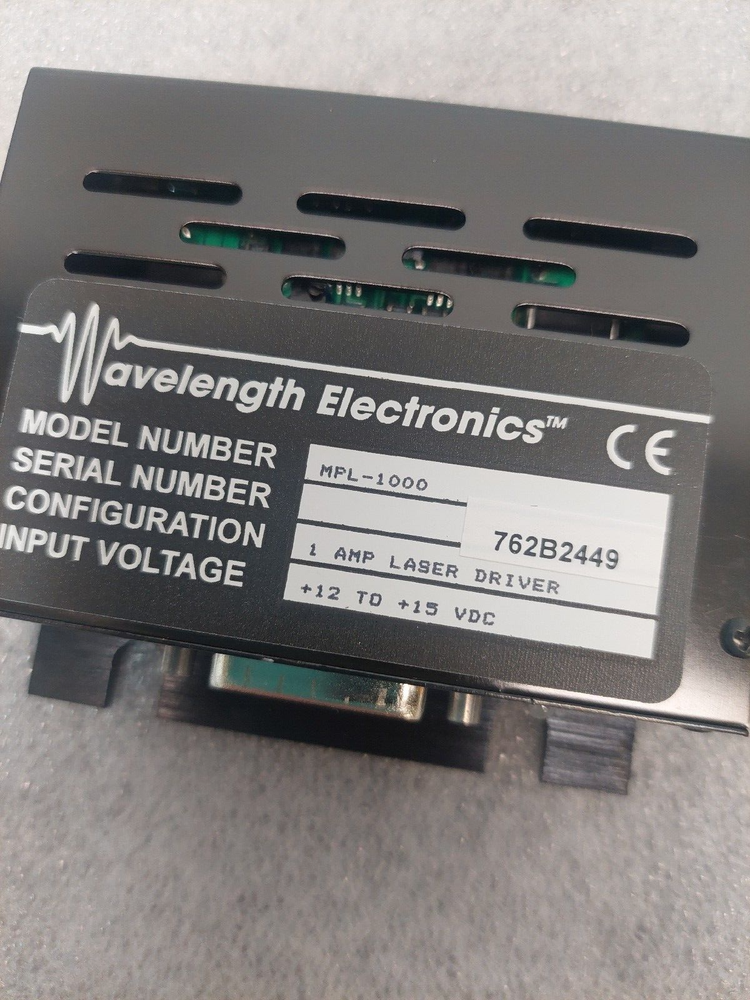 Wavelength Electronics™ CE
MODEL NUMBER MPL-1000
SERIAL NUMBER 762B2449
CONFIGURATION 1 AMP LASER DRIVER
INPUT VOLTAGE +12 TO +15 VDC